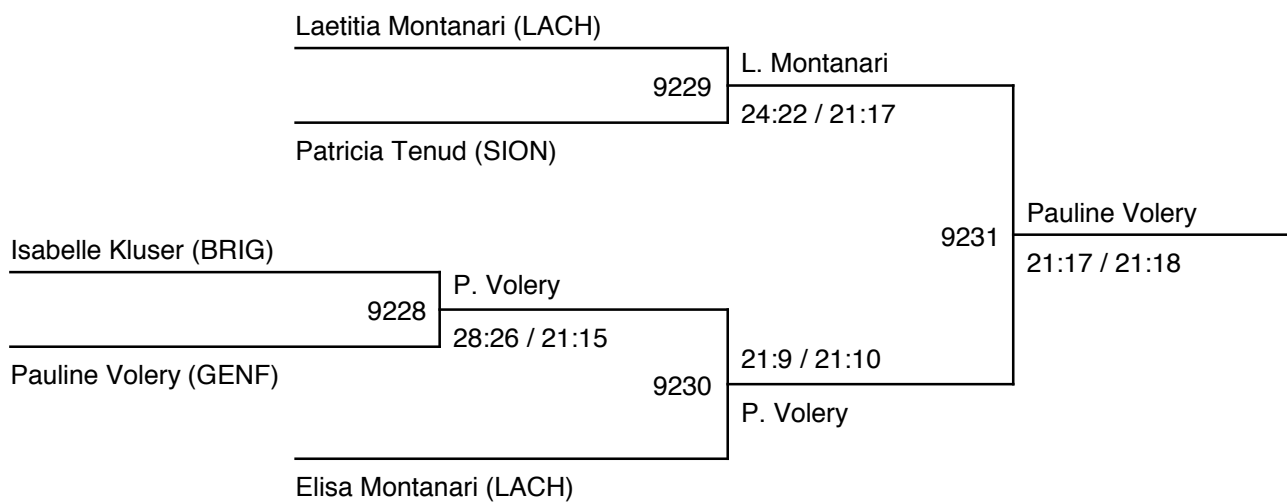 Laetitia Montanari (LACH)
L. Montanari
9229
24:22 / 21:17
Patricia Tenud (SION)
Pauline Volery
9231
Isabelle Kluser (BRIG)
21:17 / 21:18
P. Volery
9228
28:26 / 21:15
21:9 / 21:10
Pauline Volery (GENF)
9230
P. Volery
Elisa Montanari (LACH)